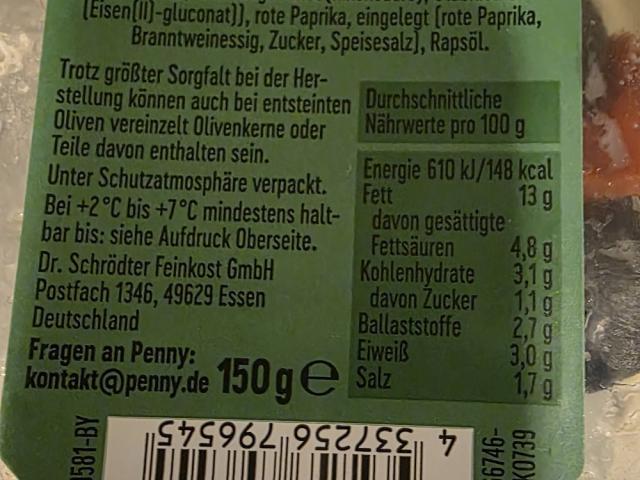 (Eisen(II)-gluconat)), rote Paprika, eingelegt (rote Paprika,
Branntweinessig, Zucker, Speisesalz), Rapsöl.
Trotz größter Sorgfalt bei der Her-
stellung können auch bei entsteinten
Oliven vereinzelt Olivenkerne oder
Teile davon enthalten sein.
Unter Schutzatmosphäre verpackt.
Bei +2°C bis +7°C mindestens halt-
bar bis: siehe Aufdruck Oberseite.
Dr. Schrödter Feinkost GmbH
Postfach 1346, 49629 Essen
Deutschland
Fragen an Penny:
kontakt@penny.de 150 g e
Durchschnittliche
Nährwerte pro 100 g
Energie 610 kJ/148 kcal
Fett 13 g
davon gesättigte
Fettsäuren 4,8 g
Kohlenhydrate 3,1 g
davon Zucker 1,1 g
Ballaststoffe 2,7 g
Eiweiß 3,0 g
Salz 1,7 g
581-BY
4 337256 796545
6746-
K0739